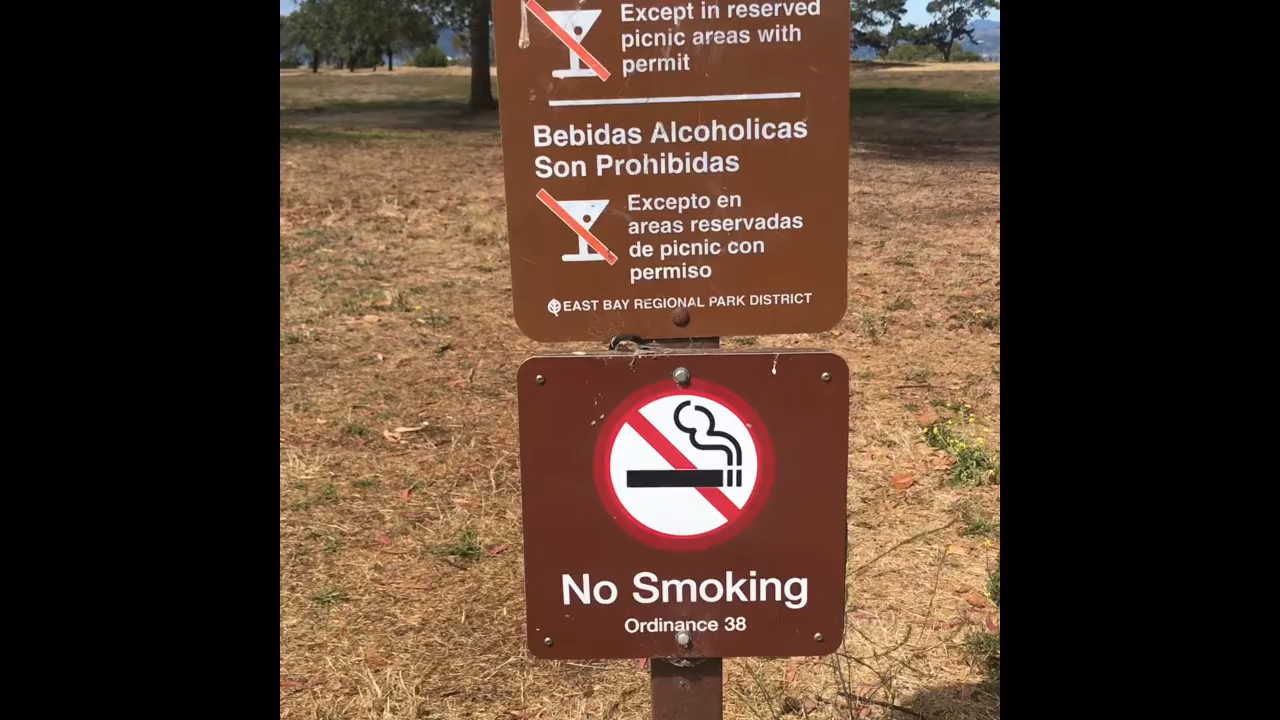 Except in reserved
picnic areas with
permit
Bebidas Alcoholicas
Son Prohibidas
Excepto en
areas reservadas
de picnic con
permiso
EAST BAY REGIONAL PARK DISTRICT
No Smoking
Ordinance 38